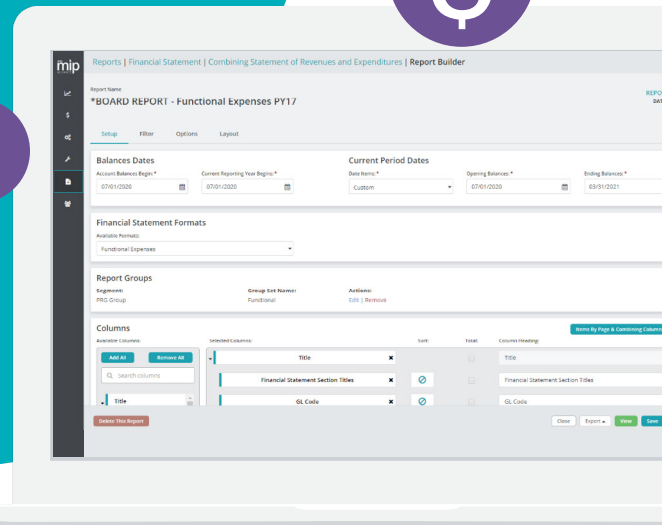 mip
Reports | Financial Statement | Combining Statement of Revenues and Expenditures | Report Builder
Report Name
*BOARD REPORT - Functional Expenses PY17
REPO
DAT
Setup Filter Options Layout
Balances Dates Current Period Dates
Account Balances Begin:* Current Reporting Year Begins:* Date Items:* Opening Balances:* Ending Balances:*
07/01/2020 07/01/2020 Custom 07/01/2020 03/31/2021
Financial Statement Formats
Available Formats:
Functional Expenses
Report Groups
Segment: Group Set Name: Actions:
PRG Group Functional Edit | Remove
Columns Items By Page & Combining Column
Available Columns: Selected Columns: Sort: Total: Column Heading:
Add All Remove All Title Title
Search columns Financial Statement Section Titles Financial Statement Section Titles
Title GL Code GL Code
Delete This Report Close Export View Save